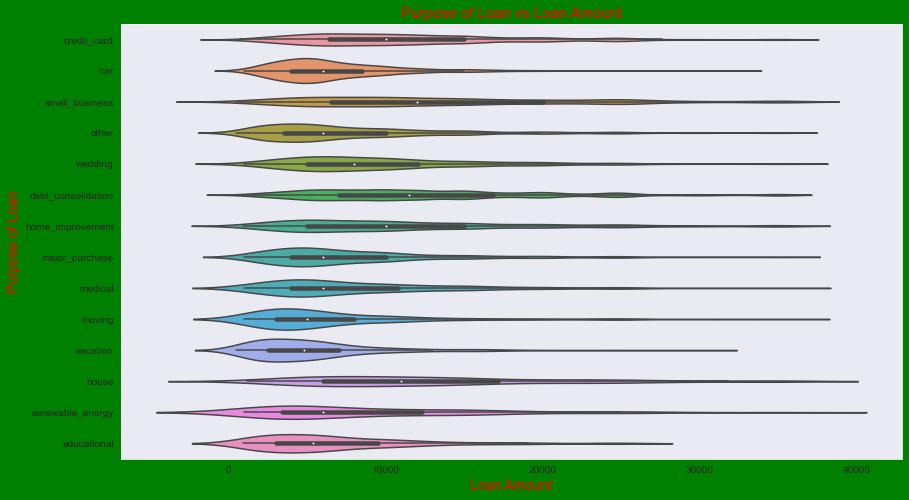 Purpose of Loan vs Loan Amount
credit_card
car
small_business
other
wedding
debt_consolidation
home_improvement
major_purchase
medical
moving
vacation
house
renewable_energy
educational
Purpose of Loan
0 10000 20000 30000 40000
Loan Amount